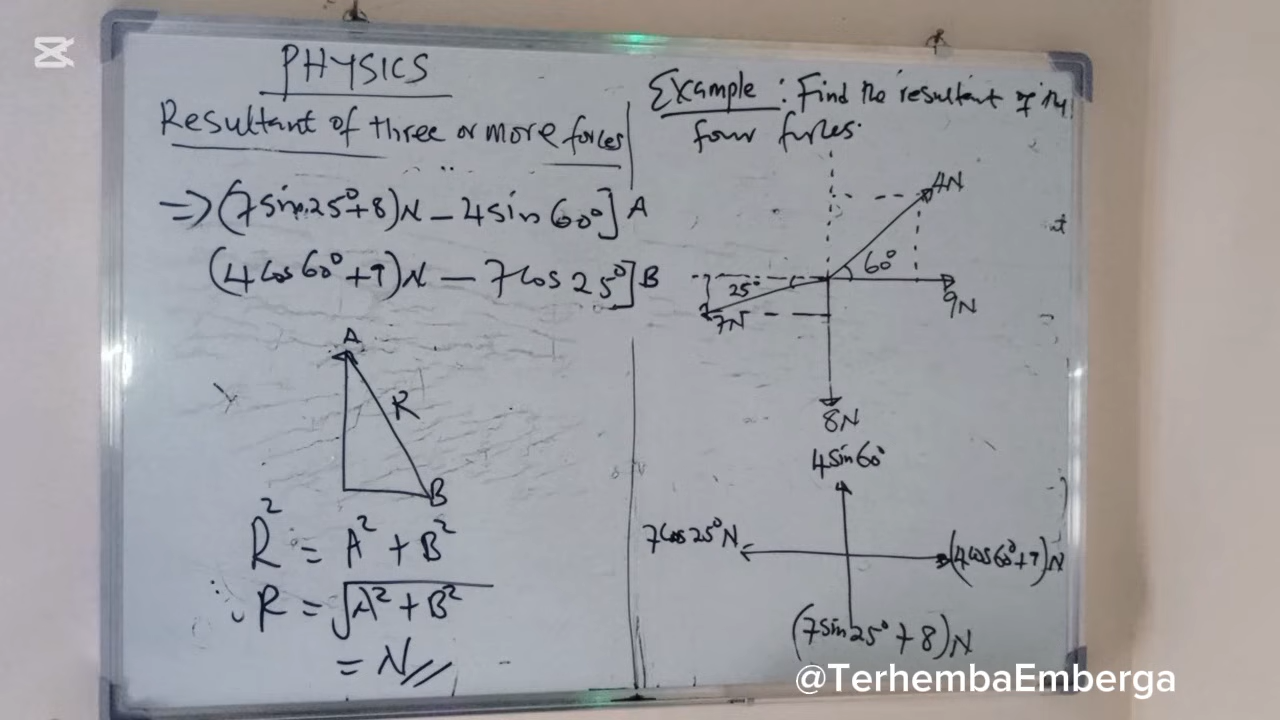 PHYSICS
Resultant of three or more forces
=> (7sin25°+8)N - 4sin60°] A
(4cos60°+9)N - 7cos25°] B
A
R
B
R² = A² + B²
∴ R = √A² + B²
= N//
Example: Find the resultant of the
four forces.
4N
60°
25°
9N
7N
8N
4sin60°
7cos25°N
(4cos60°+9)N
(7sin25°+8)N
@TerhembaEmberga